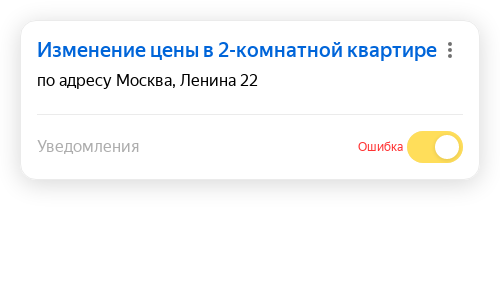 Изменение цены в 2-комнатной квартире
по адресу Москва, Ленина 22
Уведомления Ошибка